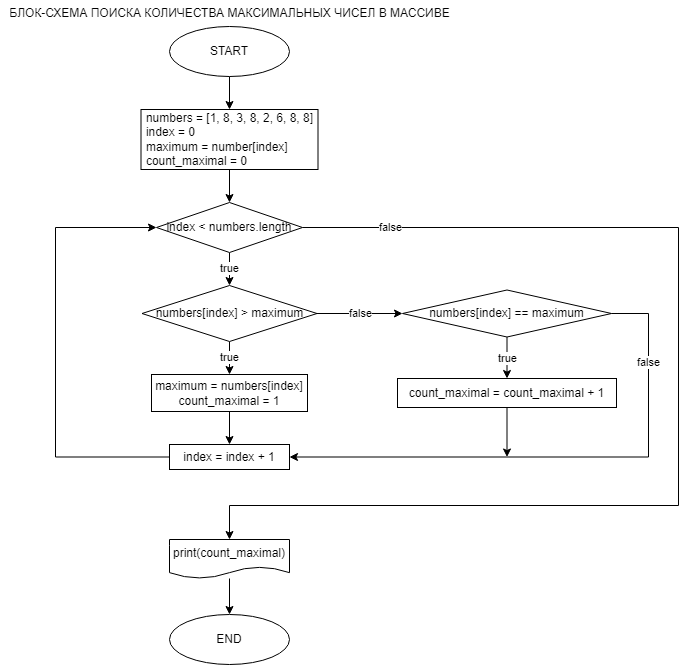 БЛОК-СХЕМА ПОИСКА КОЛИЧЕСТВА МАКСИМАЛЬНЫХ ЧИСЕЛ В МАССИВЕ
START
numbers = [1, 8, 3, 8, 2, 6, 8, 8]
index = 0
maximum = number[index]
count_maximal = 0
index < numbers.length
false
true
numbers[index] > maximum
false
numbers[index] == maximum
true
true
false
maximum = numbers[index]
count_maximal = 1
count_maximal = count_maximal + 1
index = index + 1
print(count_maximal)
END